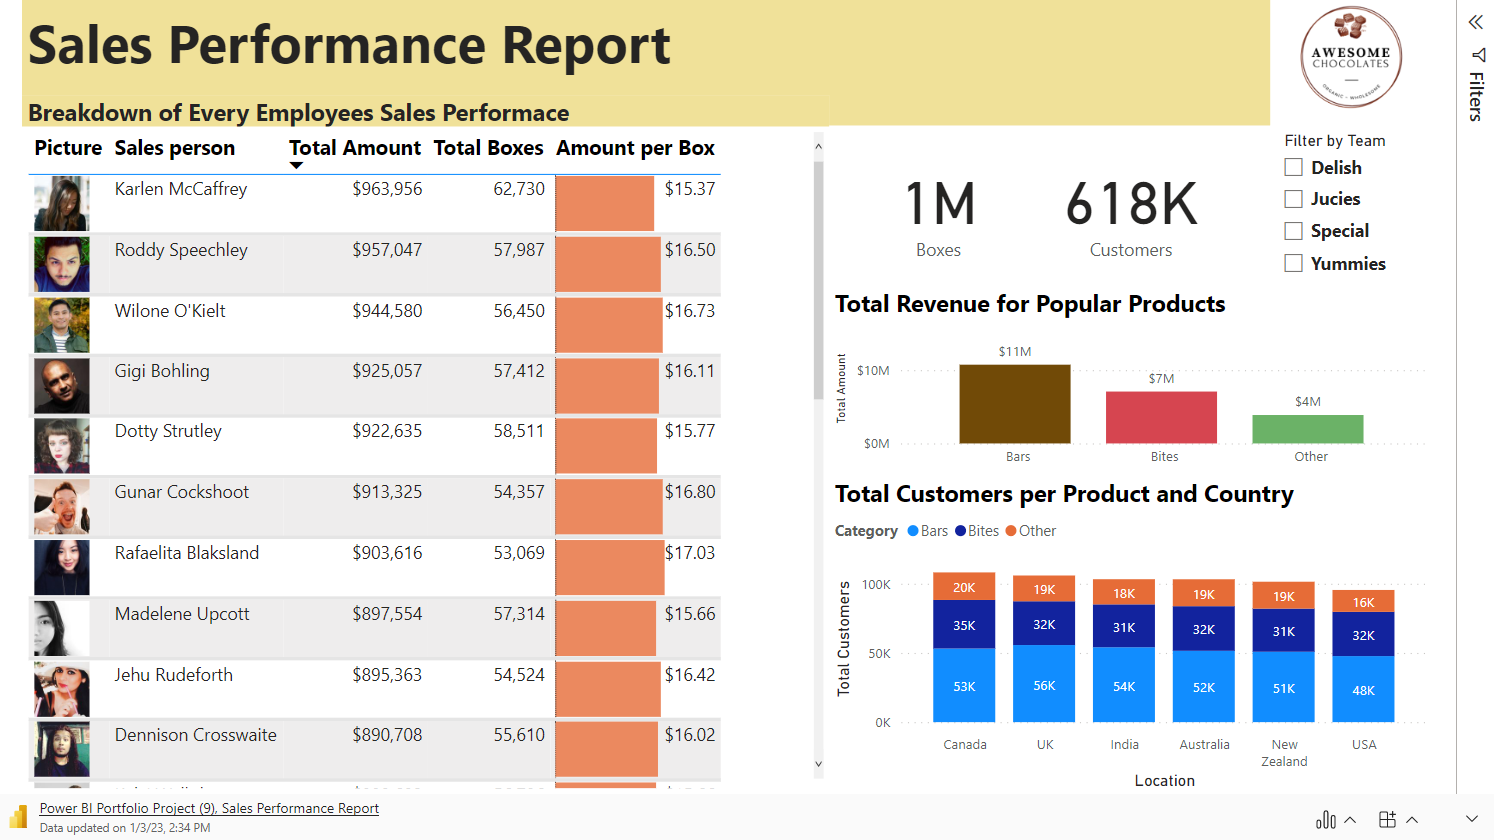 Sales Performance Report
Breakdown of Every Employees Sales Performace
Picture Sales person Total Amount Total Boxes Amount per Box
Karlen McCaffrey $963,956 62,730 $15.37
Roddy Speechley $957,047 57,987 $16.50
Wilone O'Kielt $944,580 56,450 $16.73
Gigi Bohling $925,057 57,412 $16.11
Dotty Strutley $922,635 58,511 $15.77
Gunar Cockshoot $913,325 54,357 $16.80
Rafaelita Blaksland $903,616 53,069 $17.03
Madelene Upcott $897,554 57,314 $15.66
Jehu Rudeforth $895,363 54,524 $16.42
Dennison Crosswaite $890,708 55,610 $16.02
AWESOME
CHOCOLATES
ORGANIC - WHOLESOME
Filters
Filter by Team
Delish
Jucies
Special
Yummies
1M
Boxes
618K
Customers
Total Revenue for Popular Products
Total Amount
$10M
$0M
$11M
$7M
$4M
Bars Bites Other
Total Customers per Product and Country
Category Bars Bites Other
Total Customers
100K
50K
0K
20K 19K 18K 19K 19K 16K
35K 32K 31K 32K 31K 32K
53K 56K 54K 52K 51K 48K
Canada UK India Australia New Zealand USA
Location
Power BI Portfolio Project (9), Sales Performance Report
Data updated on 1/3/23, 2:34 PM